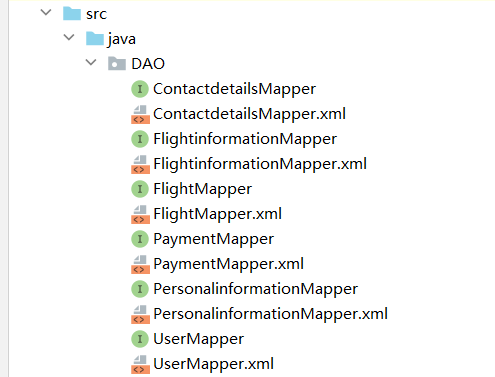 src
java
DAO
ContactdetailsMapper
ContactdetailsMapper.xml
FlightinformationMapper
FlightinformationMapper.xml
FlightMapper
FlightMapper.xml
PaymentMapper
PaymentMapper.xml
PersonalinformationMapper
PersonalinformationMapper.xml
UserMapper
UserMapper.xml